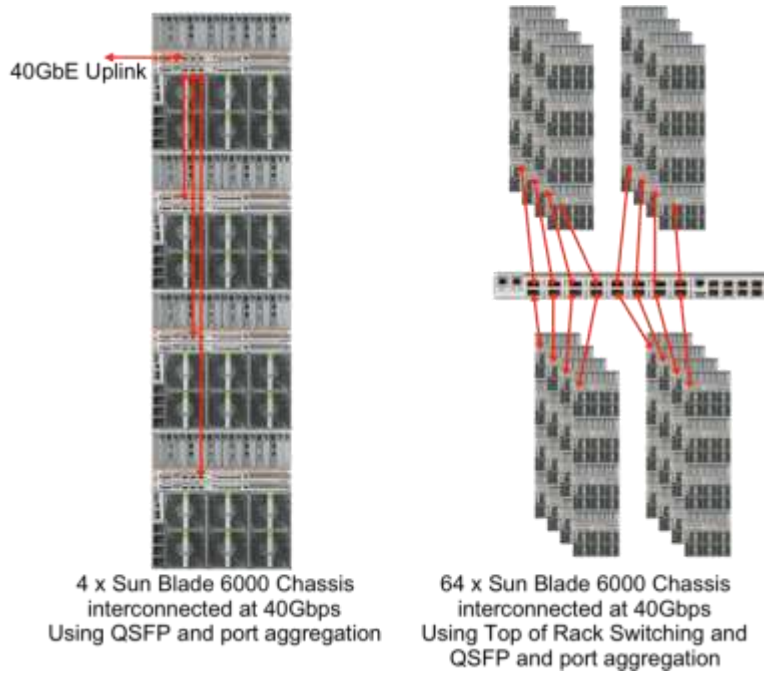 40GbE Uplink
4 x Sun Blade 6000 Chassis
interconnected at 40Gbps
Using QSFP and port aggregation
64 x Sun Blade 6000 Chassis
interconnected at 40Gbps
Using Top of Rack Switching and
QSFP and port aggregation